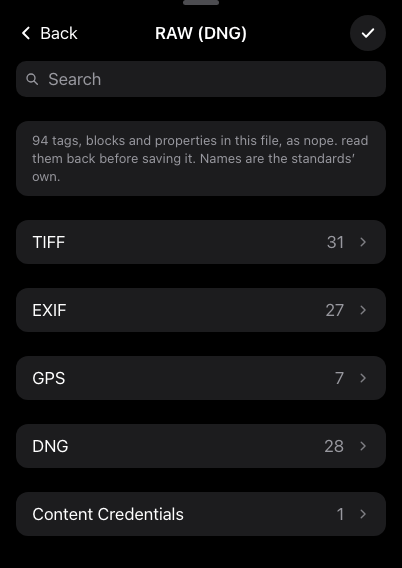 Back
RAW (DNG)
Search
94 tags, blocks and properties in this file, as nope. read
them back before saving it. Names are the standards’
own.
TIFF 31
EXIF 27
GPS 7
DNG 28
Content Credentials 1